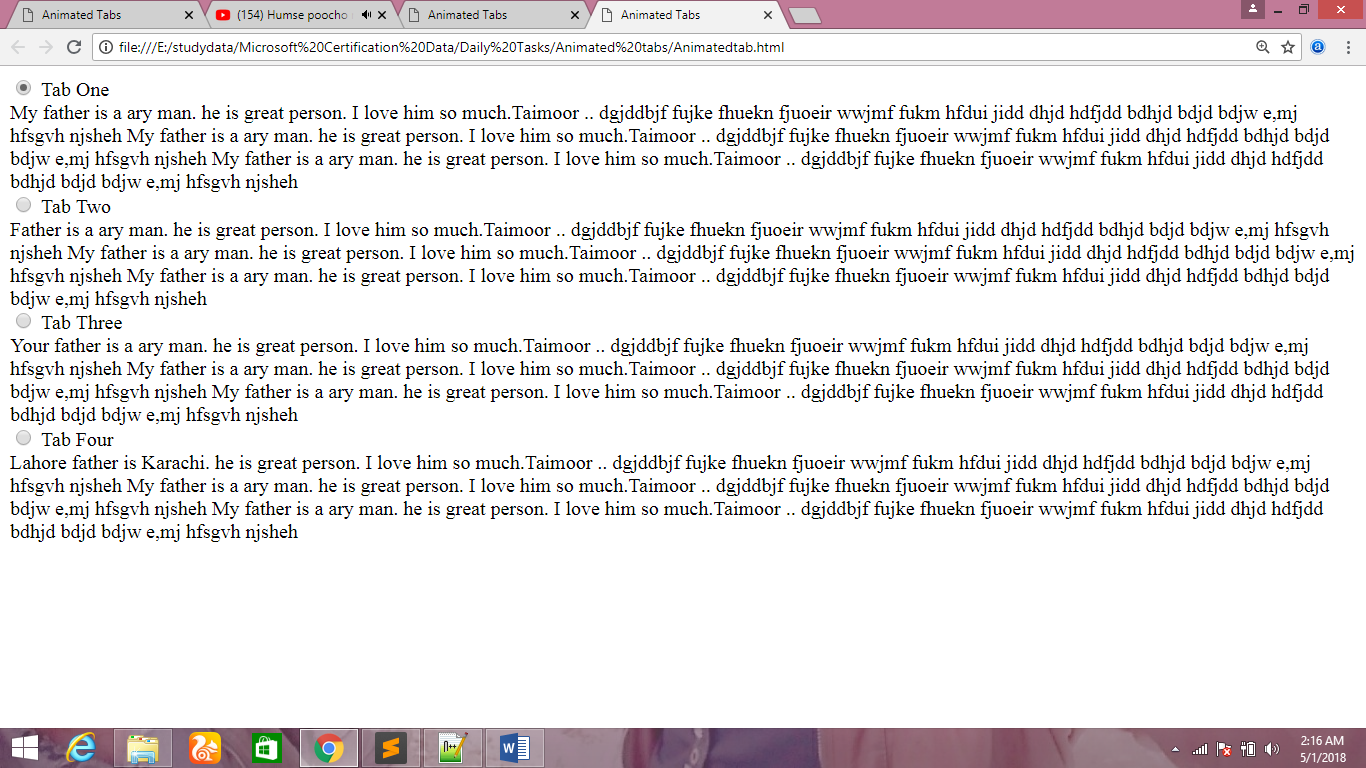 Animated Tabs
(154) Humse poocho
Animated Tabs
Animated Tabs
file:///E:/studydata/Microsoft%20Certification%20Data/Daily%20Tasks/Animated%20tabs/Animatedtab.html
Tab One
My father is a ary man. he is great person. I love him so much.Taimoor .. dgjddbjf fujke fhuekn fjuoeir wwjmf fukm hfdui jidd dhjd hdfjdd bdhjd bdjd bdjw e,mj
hfsgvh njsheh My father is a ary man. he is great person. I love him so much.Taimoor .. dgjddbjf fujke fhuekn fjuoeir wwjmf fukm hfdui jidd dhjd hdfjdd bdhjd bdjd
bdjw e,mj hfsgvh njsheh My father is a ary man. he is great person. I love him so much.Taimoor .. dgjddbjf fujke fhuekn fjuoeir wwjmf fukm hfdui jidd dhjd hdfjdd
bdhjd bdjd bdjw e,mj hfsgvh njsheh
Tab Two
Father is a ary man. he is great person. I love him so much.Taimoor .. dgjddbjf fujke fhuekn fjuoeir wwjmf fukm hfdui jidd dhjd hdfjdd bdhjd bdjd bdjw e,mj hfsgvh
njsheh My father is a ary man. he is great person. I love him so much.Taimoor .. dgjddbjf fujke fhuekn fjuoeir wwjmf fukm hfdui jidd dhjd hdfjdd bdhjd bdjd bdjw e,mj
hfsgvh njsheh My father is a ary man. he is great person. I love him so much.Taimoor .. dgjddbjf fujke fhuekn fjuoeir wwjmf fukm hfdui jidd dhjd hdfjdd bdhjd bdjd
bdjw e,mj hfsgvh njsheh
Tab Three
Your father is a ary man. he is great person. I love him so much.Taimoor .. dgjddbjf fujke fhuekn fjuoeir wwjmf fukm hfdui jidd dhjd hdfjdd bdhjd bdjd bdjw e,mj
hfsgvh njsheh My father is a ary man. he is great person. I love him so much.Taimoor .. dgjddbjf fujke fhuekn fjuoeir wwjmf fukm hfdui jidd dhjd hdfjdd bdhjd bdjd
bdjw e,mj hfsgvh njsheh My father is a ary man. he is great person. I love him so much.Taimoor .. dgjddbjf fujke fhuekn fjuoeir wwjmf fukm hfdui jidd dhjd hdfjdd
bdhjd bdjd bdjw e,mj hfsgvh njsheh
Tab Four
Lahore father is Karachi. he is great person. I love him so much.Taimoor .. dgjddbjf fujke fhuekn fjuoeir wwjmf fukm hfdui jidd dhjd hdfjdd bdhjd bdjd bdjw e,mj
hfsgvh njsheh My father is a ary man. he is great person. I love him so much.Taimoor .. dgjddbjf fujke fhuekn fjuoeir wwjmf fukm hfdui jidd dhjd hdfjdd bdhjd bdjd
bdjw e,mj hfsgvh njsheh My father is a ary man. he is great person. I love him so much.Taimoor .. dgjddbjf fujke fhuekn fjuoeir wwjmf fukm hfdui jidd dhjd hdfjdd
bdhjd bdjd bdjw e,mj hfsgvh njsheh
2:16 AM
5/1/2018